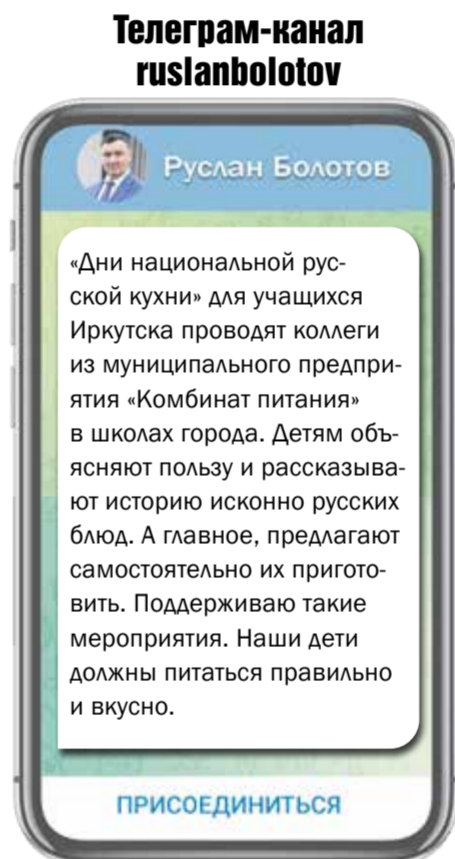 Телеграм-канал
ruslanbolotov
Руслан Болотов
«Дни национальной рус-
ской кухни» для учащихся
Иркутска проводят коллеги
из муниципального предпри-
ятия «Комбинат питания»
в школах города. Детям объ-
ясняют пользу и рассказыва-
ют историю исконно русских
блюд. А главное, предлагают
самостоятельно их пригото-
вить. Поддерживаю такие
мероприятия. Наши дети
должны питаться правильно
и вкусно.
ПРИСОЕДИНИТЬСЯ